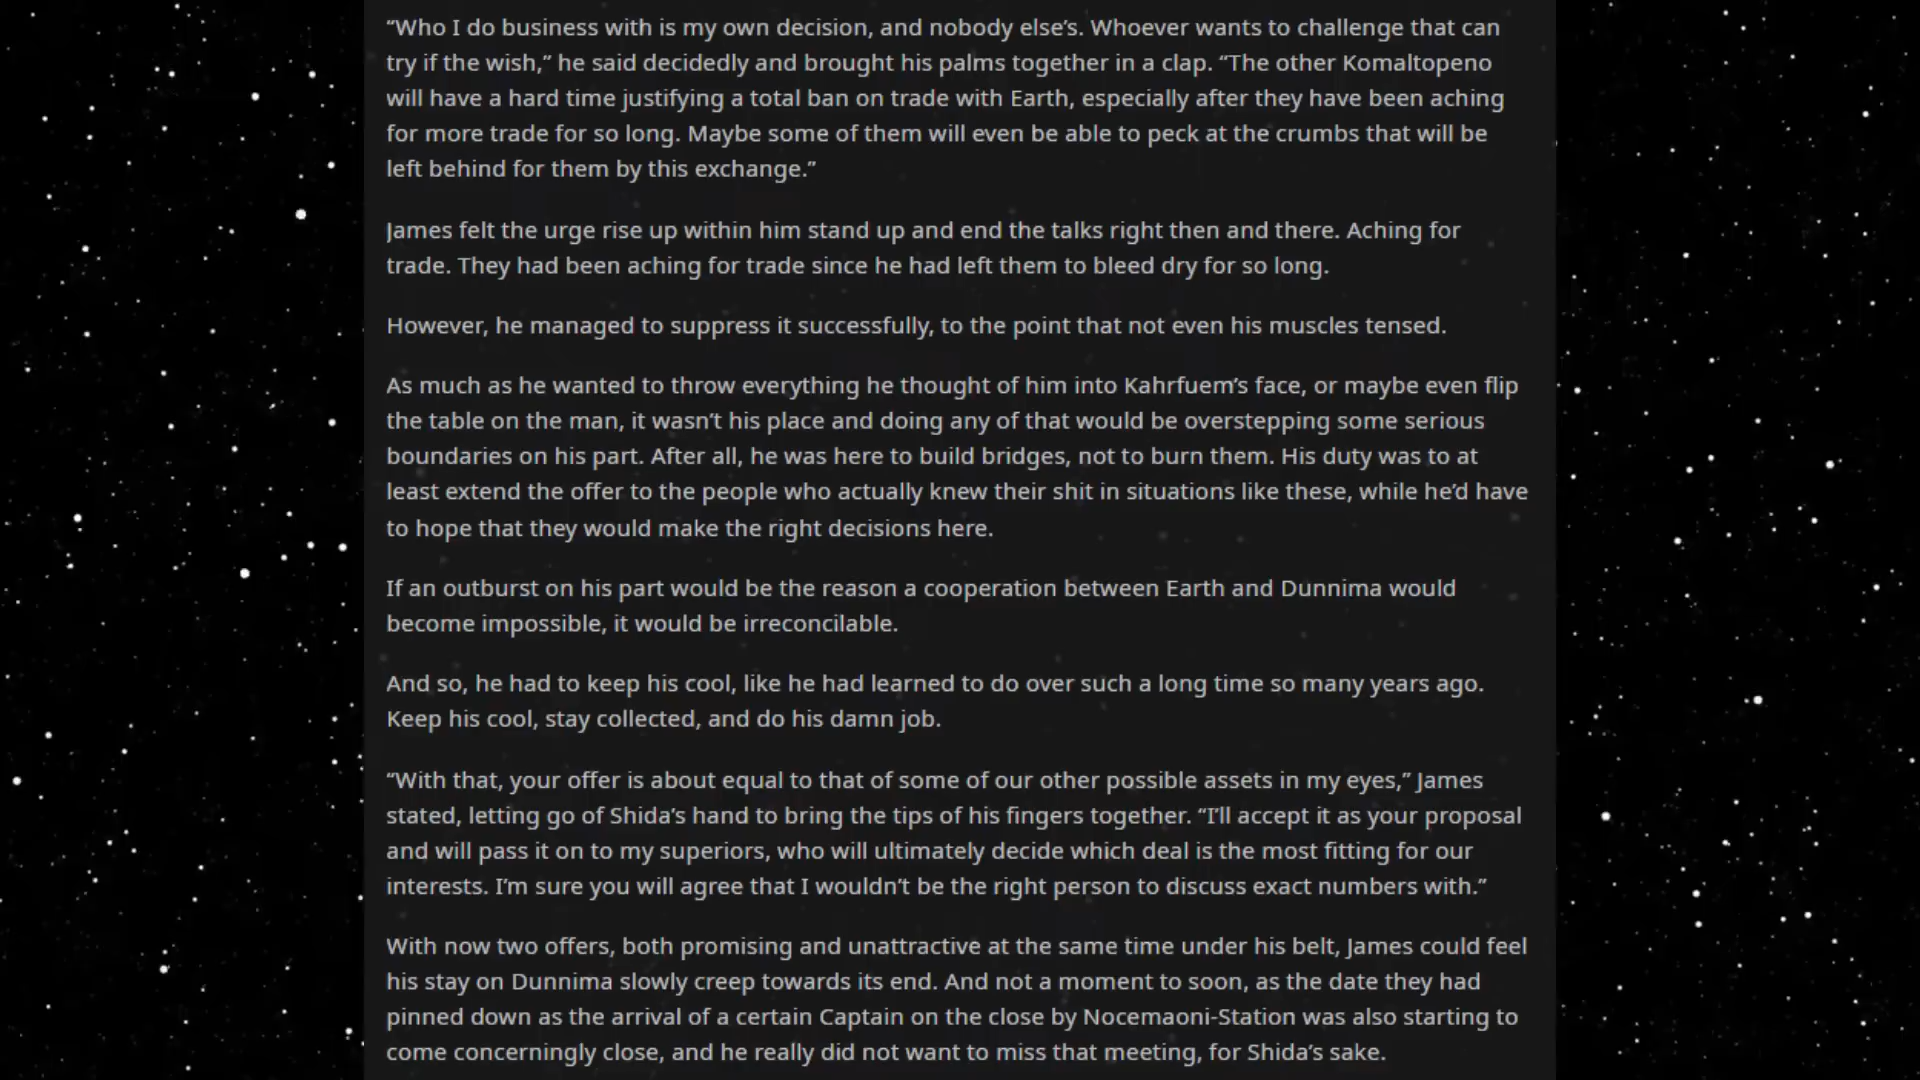 “Who I do business with is my own decision, and nobody else’s. Whoever wants to challenge that can
try if the wish,” he said decidedly and brought his palms together in a clap. “The other Komaltopeno
will have a hard time justifying a total ban on trade with Earth, especially after they have been aching
for more trade for so long. Maybe some of them will even be able to peck at the crumbs that will be
left behind for them by this exchange.”
James felt the urge rise up within him stand up and end the talks right then and there. Aching for
trade. They had been aching for trade since he had left them to bleed dry for so long.
However, he managed to suppress it successfully, to the point that not even his muscles tensed.
As much as he wanted to throw everything he thought of him into Kahrfuem’s face, or maybe even flip
the table on the man, it wasn’t his place and doing any of that would be overstepping some serious
boundaries on his part. After all, he was here to build bridges, not to burn them. His duty was to at
least extend the offer to the people who actually knew their shit in situations like these, while he’d have
to hope that they would make the right decisions here.
If an outburst on his part would be the reason a cooperation between Earth and Dunnima would
become impossible, it would be irreconcilable.
And so, he had to keep his cool, like he had learned to do over such a long time so many years ago.
Keep his cool, stay collected, and do his damn job.
“With that, your offer is about equal to that of some of our other possible assets in my eyes,” James
stated, letting go of Shida’s hand to bring the tips of his fingers together. “I’ll accept it as your proposal
and will pass it on to my superiors, who will ultimately decide which deal is the most fitting for our
interests. I’m sure you will agree that I wouldn’t be the right person to discuss exact numbers with.”
With now two offers, both promising and unattractive at the same time under his belt, James could feel
his stay on Dunnima slowly creep towards its end. And not a moment to soon, as the date they had
pinned down as the arrival of a certain Captain on the close by Nocemaoni-Station was also starting to
come concerningly close, and he really did not want to miss that meeting, for Shida’s sake.